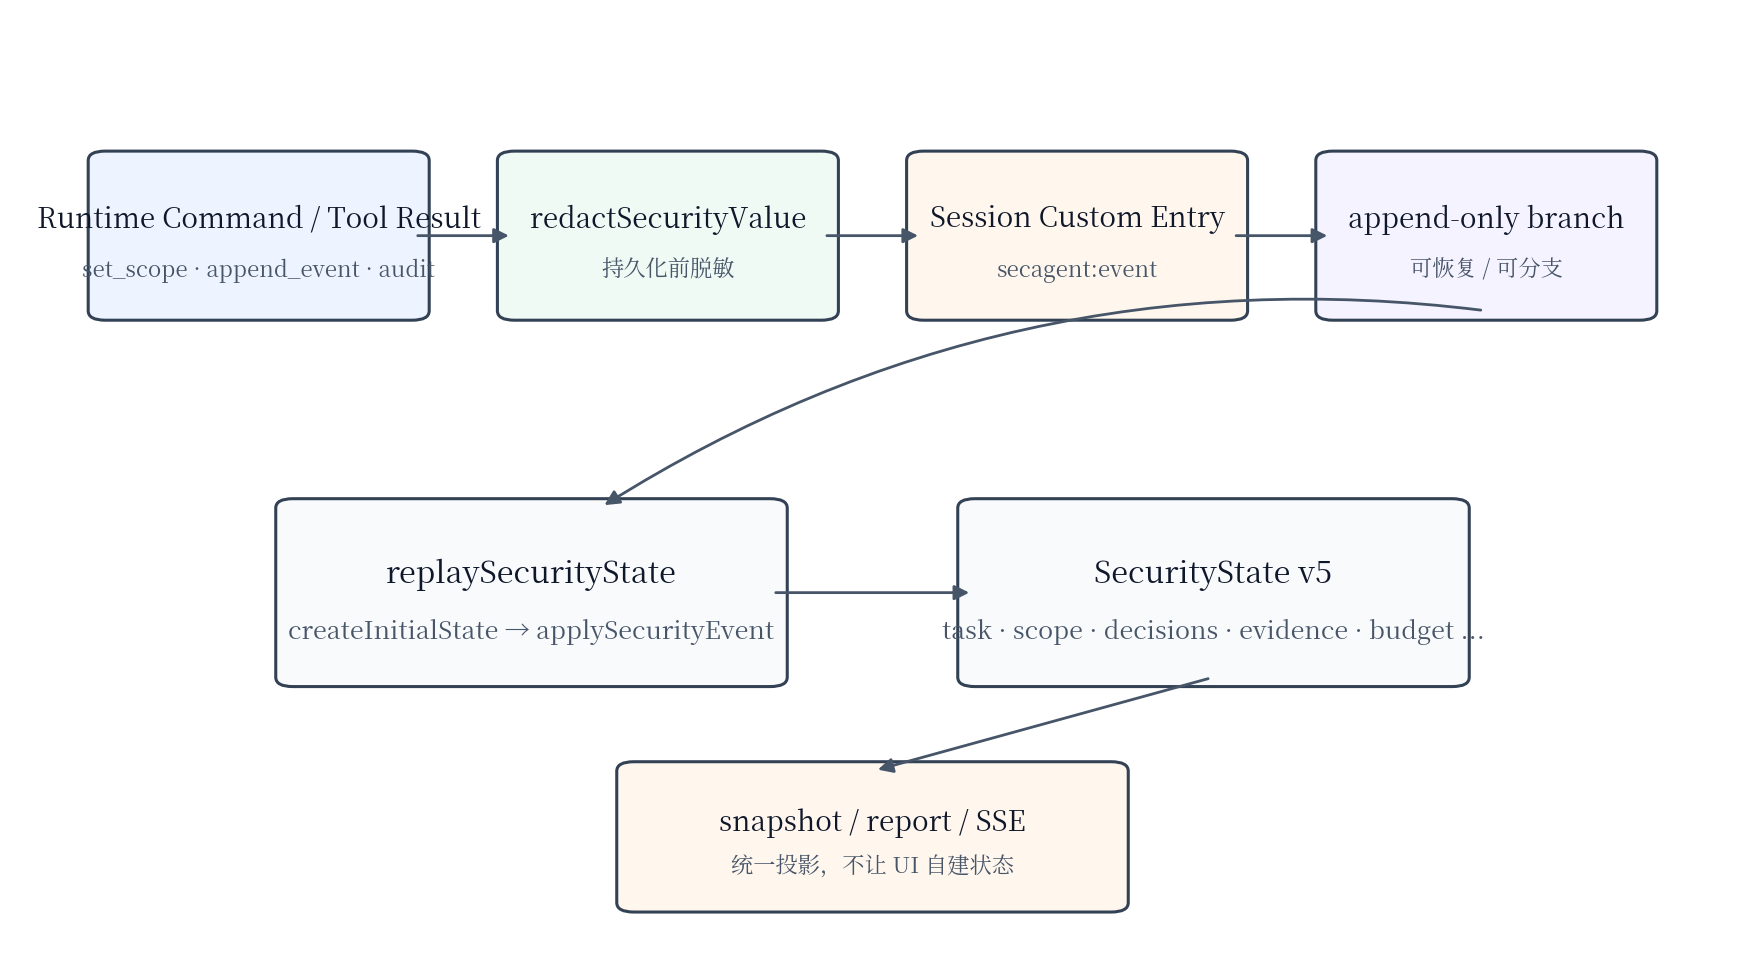 Runtime Command / Tool Result
set_scope · append_event · audit
redactSecurityValue
持久化前脱敏
Session Custom Entry
secagent:event
append-only branch
可恢复 / 可分支
replaySecurityState
createInitialState → applySecurityEvent
SecurityState v5
task · scope · decisions · evidence · budget ...
snapshot / report / SSE
统一投影，不让 UI 自建状态